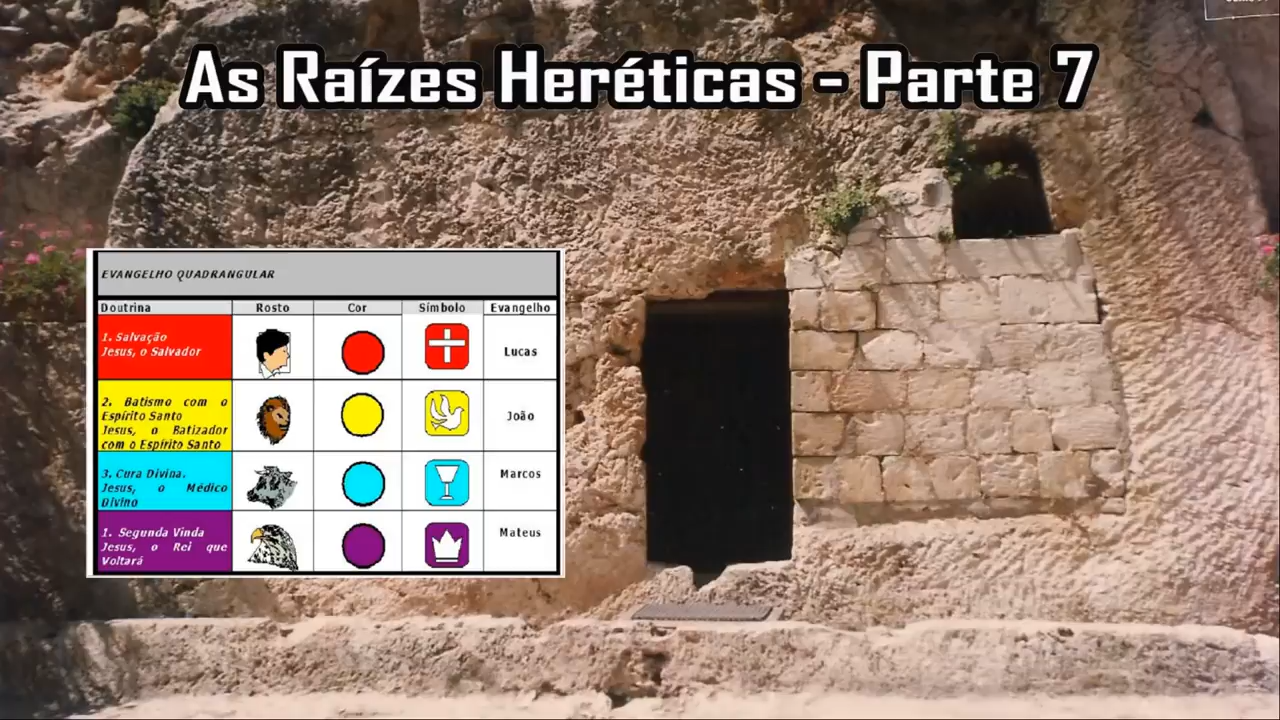 As Raízes Heréticas - Parte 7
EVANGELHO QUADRANGULAR
Doutrina Rosto Cor Símbolo Evangelho
1. Salvação
Jesus, o Salvador
Lucas
2. Batismo com o
Espírito Santo
Jesus, o Batizador
com o Espírito Santo
João
3. Cura Divina.
Jesus, o Médico
Divino
Marcos
1. Segunda Vinda
Jesus, o Rei que
Voltará
Mateus